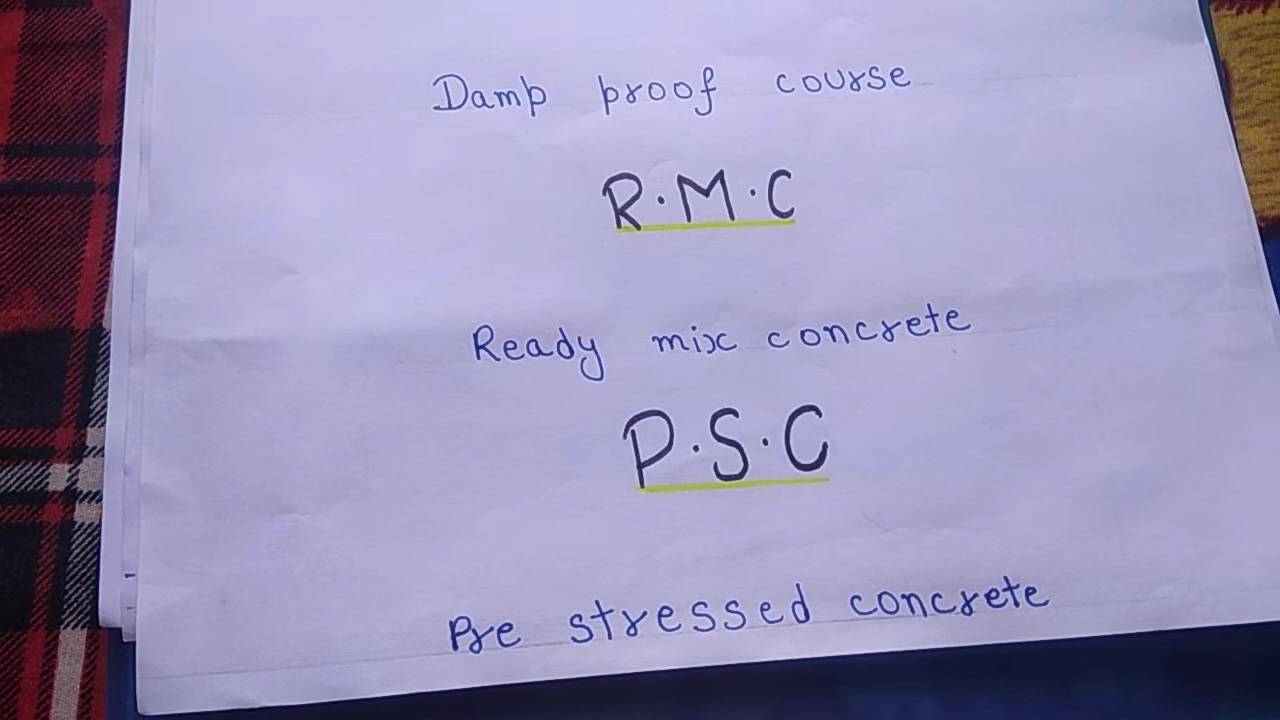 Damp proof course
R.M.C
Ready mix concrete
P.S.C
Pre stressed concrete